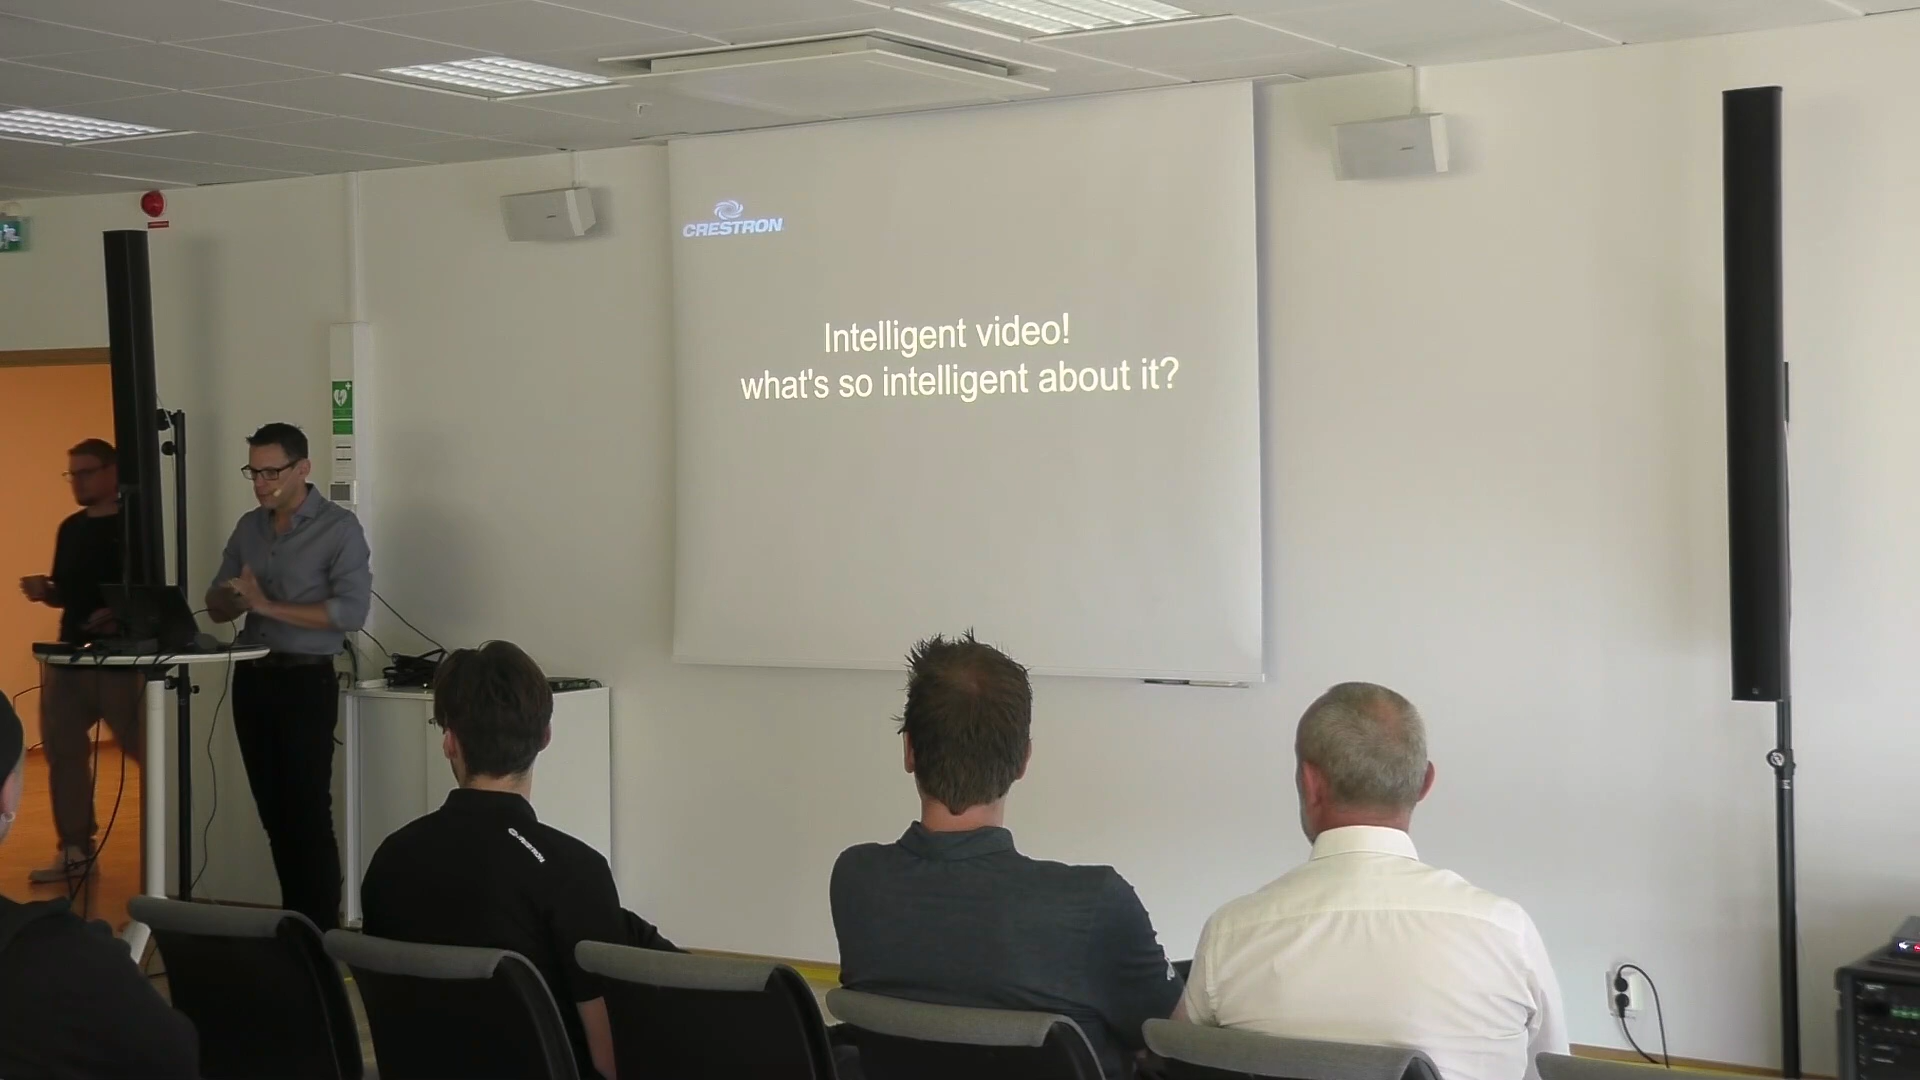 CRESTRON
Intelligent video!
what's so intelligent about it?
CRESTRON